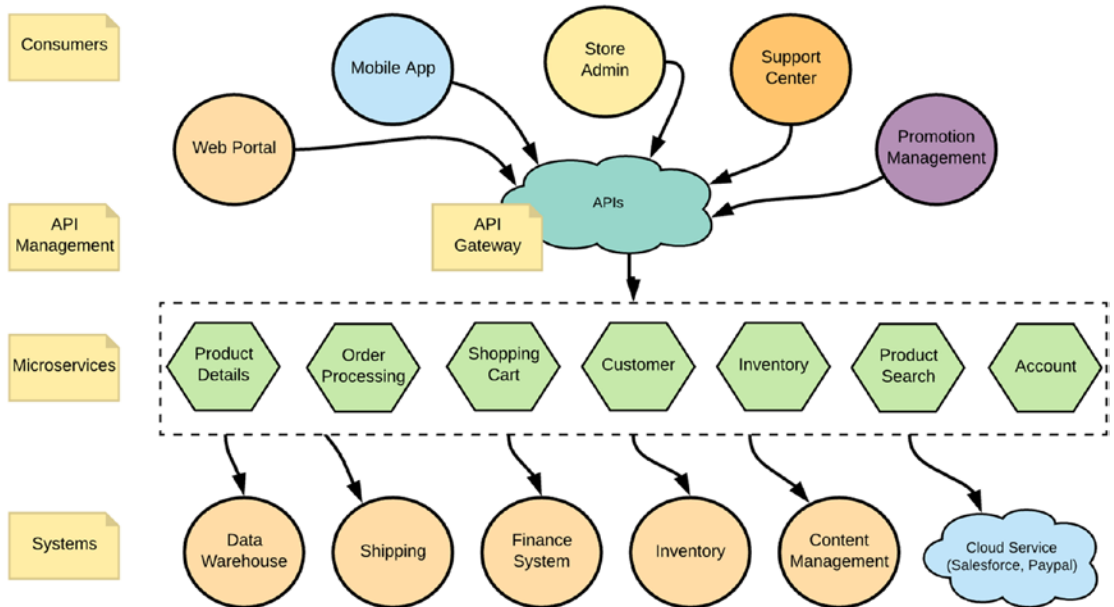 Consumers
Mobile App
Store
Admin
Support
Center
Web Portal
Promotion
Management
APIs
API
Management
API
Gateway
Microservices
Product
Details
Order
Processing
Shopping
Cart
Customer
Inventory
Product
Search
Account
Systems
Data
Warehouse
Shipping
Finance
System
Inventory
Content
Management
Cloud Service
(Salesforce, Paypal)